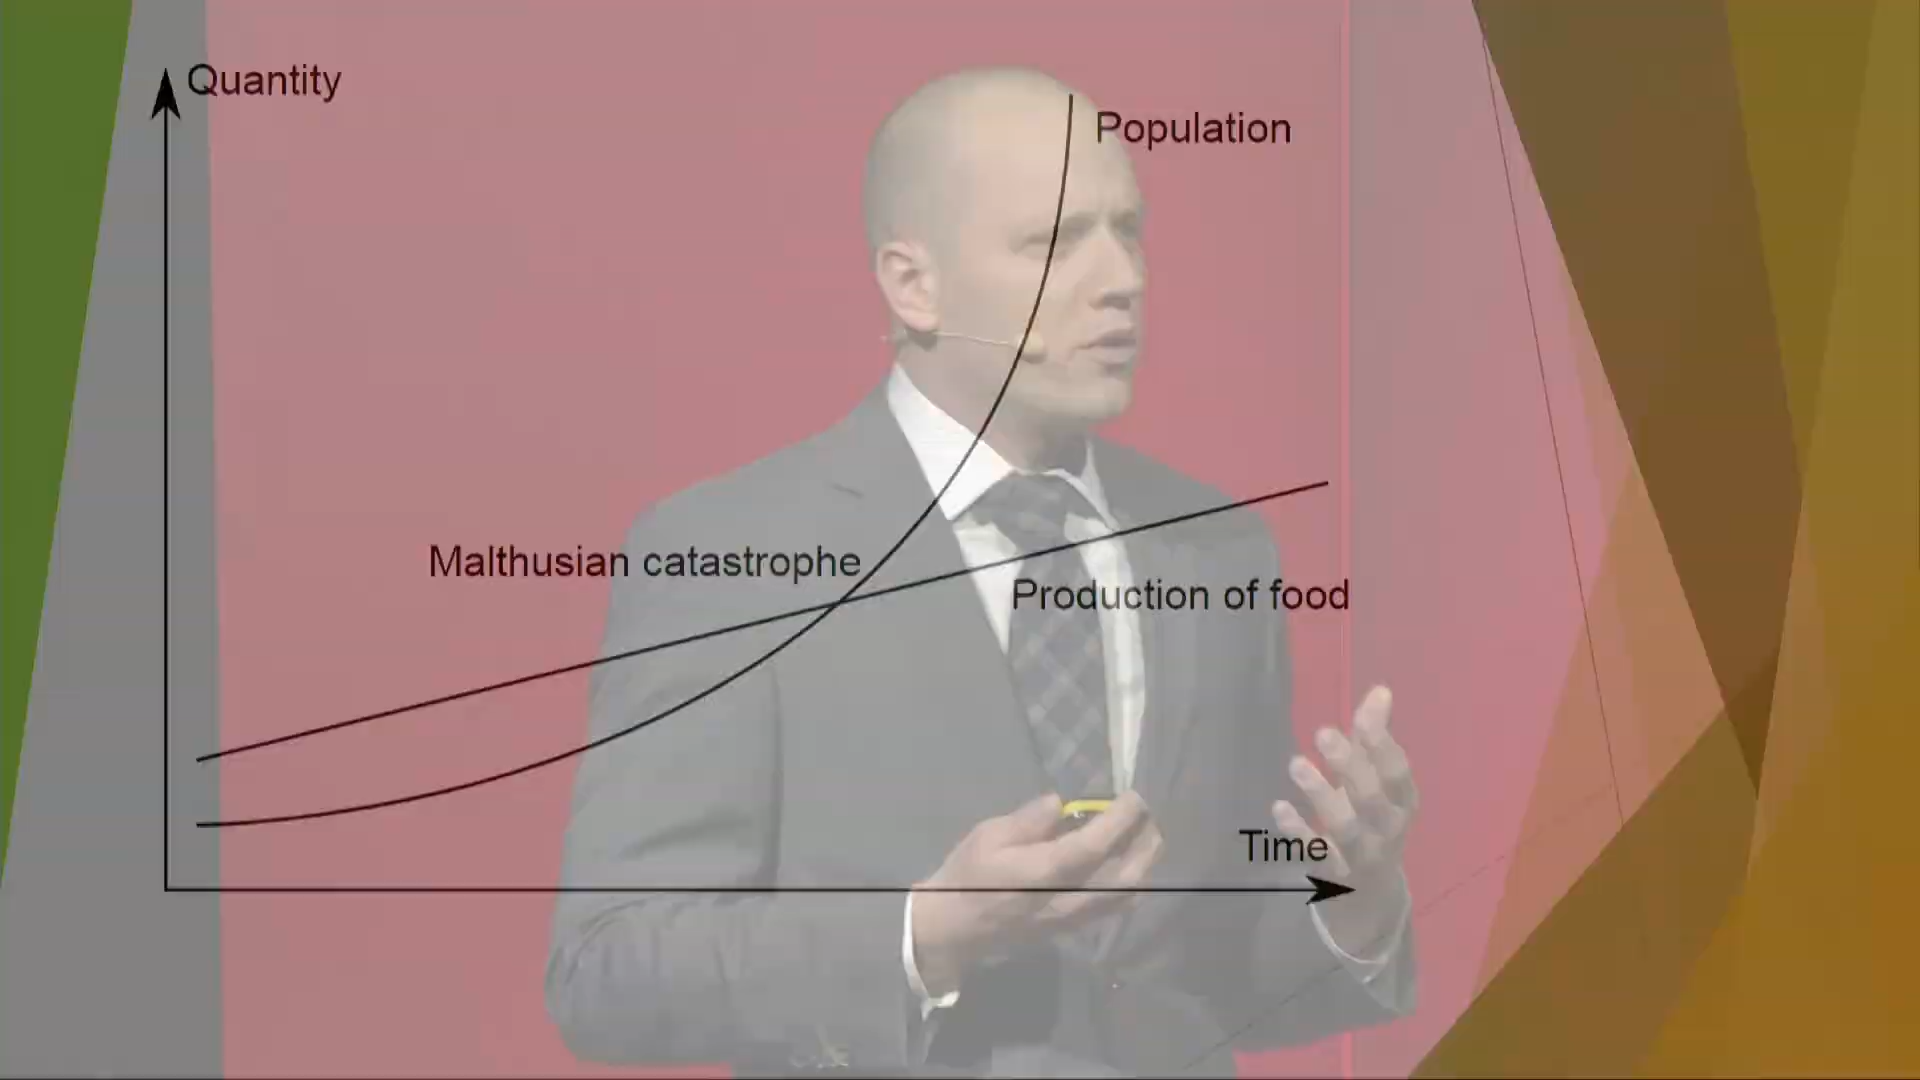 Quantity
Population
Malthusian catastrophe
Production of food
Time